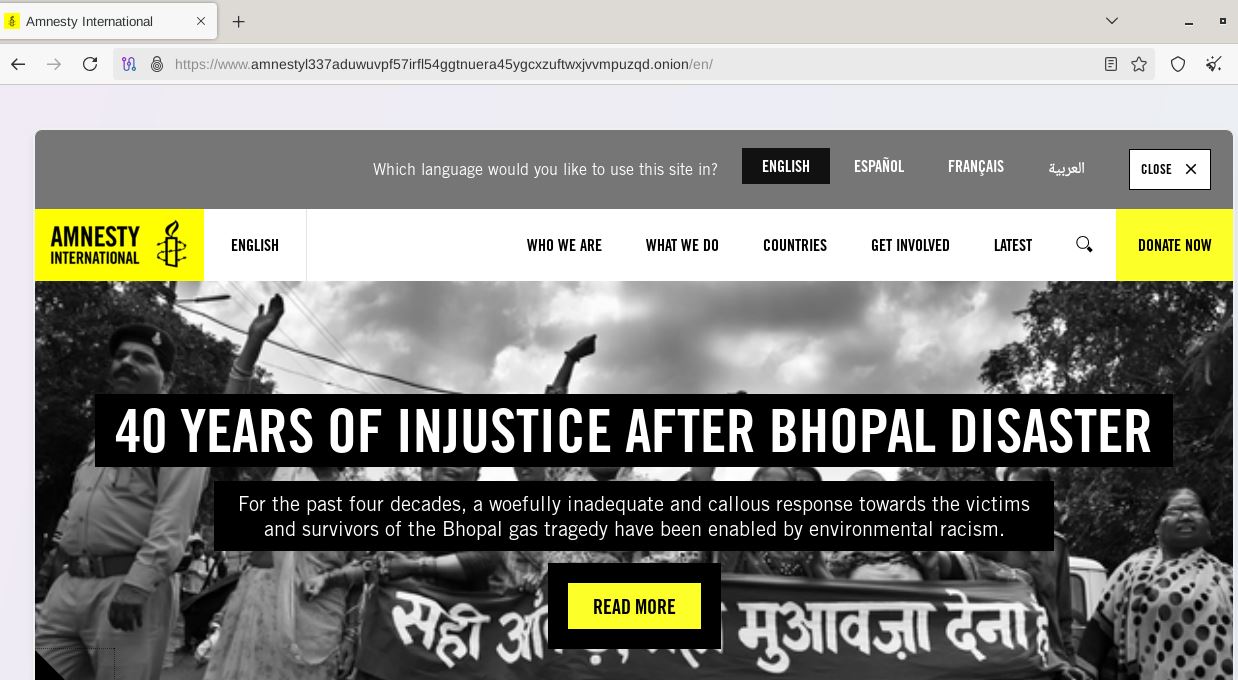 Amnesty International
https://www.amnestyl337aduwuvpf57irfl54ggtnuera45ygcxzuftwxjvvmpuzqd.onion/en/
Which language would you like to use this site in?
ENGLISH
ESPAÑOL
FRANÇAIS
العربية
CLOSE
AMNESTY
INTERNATIONAL
ENGLISH
WHO WE ARE
WHAT WE DO
COUNTRIES
GET INVOLVED
LATEST
DONATE NOW
40 YEARS OF INJUSTICE AFTER BHOPAL DISASTER
For the past four decades, a woefully inadequate and callous response towards the victims
and survivors of the Bhopal gas tragedy have been enabled by environmental racism.
READ MORE
सही मुआवज़ा देना